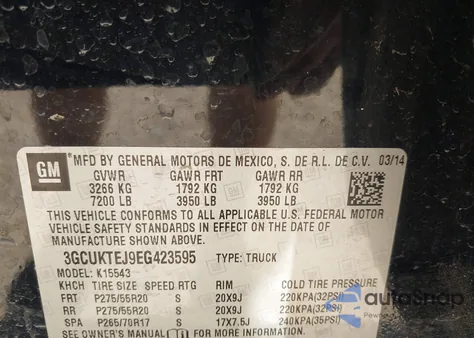 GM
MFD BY GENERAL MOTORS DE MEXICO, S. DE R.L. DE C.V. 03/14
GVWR GAWR FRT GAWR RR
3266 KG 1792 KG 1792 KG
7200 LB 3950 LB 3950 LB
THIS VEHICLE CONFORMS TO ALL APPLICABLE U.S. FEDERAL MOTOR
VEHICLE SAFETY STANDARDS IN EFFECT ON THE DATE OF
MANUFACTURE SHOWN ABOVE.
3GCUKTEJ9EG423595 TYPE: TRUCK
MODEL: K15543
KHCH TIRE SIZE SPEED RTG RIM COLD TIRE PRESSURE
FRT P275/55R20 S 20X9J 220KPA(32PSI)
RR P275/55R20 S 20X9J 220KPA(32PSI)
SPA P265/70R17 S 17X7.5J 240KPA(35PSI)
SEE OWNER'S MANUAL FOR MORE INFORMATION.
autosnap